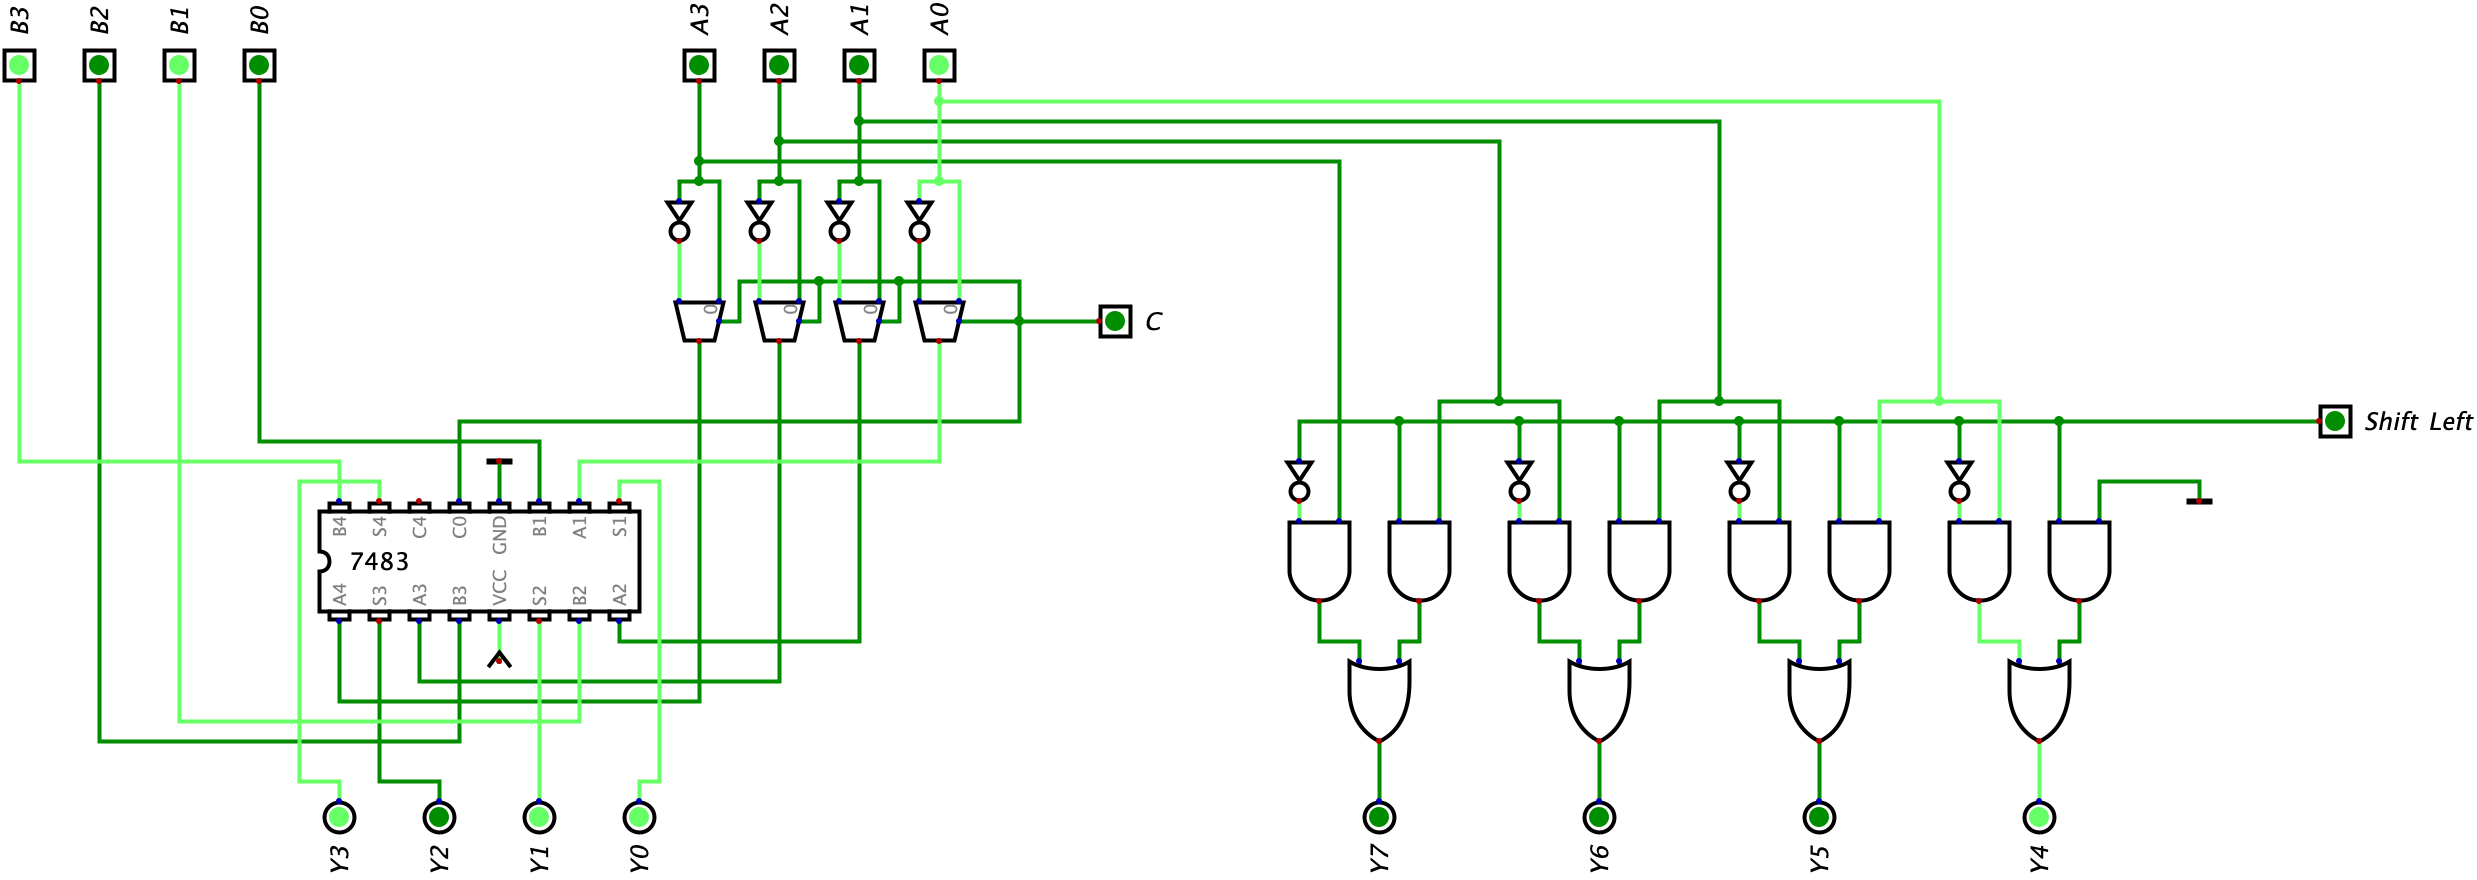 B3 B2 B1 B0 A3 A2 A1 A0
0 0 0 0
C
Shift Left
B4 S4 C4 C0 GND B1 A1 S1
7483
A4 S3 A3 B3 VCC S2 B2 A2
Y3 Y2 Y1 Y0 Y7 Y6 Y5 Y4